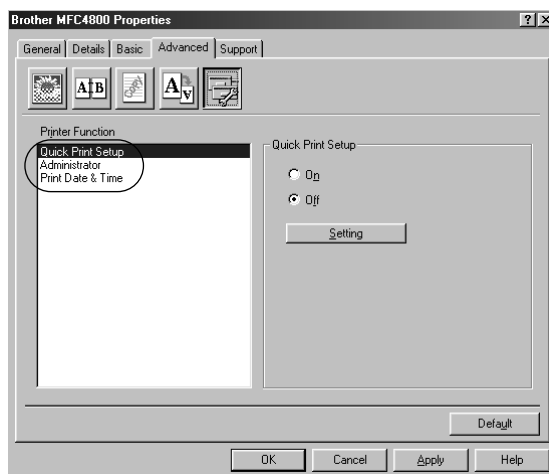 Brother MFC4800 Properties
General Details Basic Advanced Support
A B
A A
Printer Function
Quick Print Setup
Administrator
Print Date & Time
Quick Print Setup
On
Off
Setting
Default
OK Cancel Apply Help